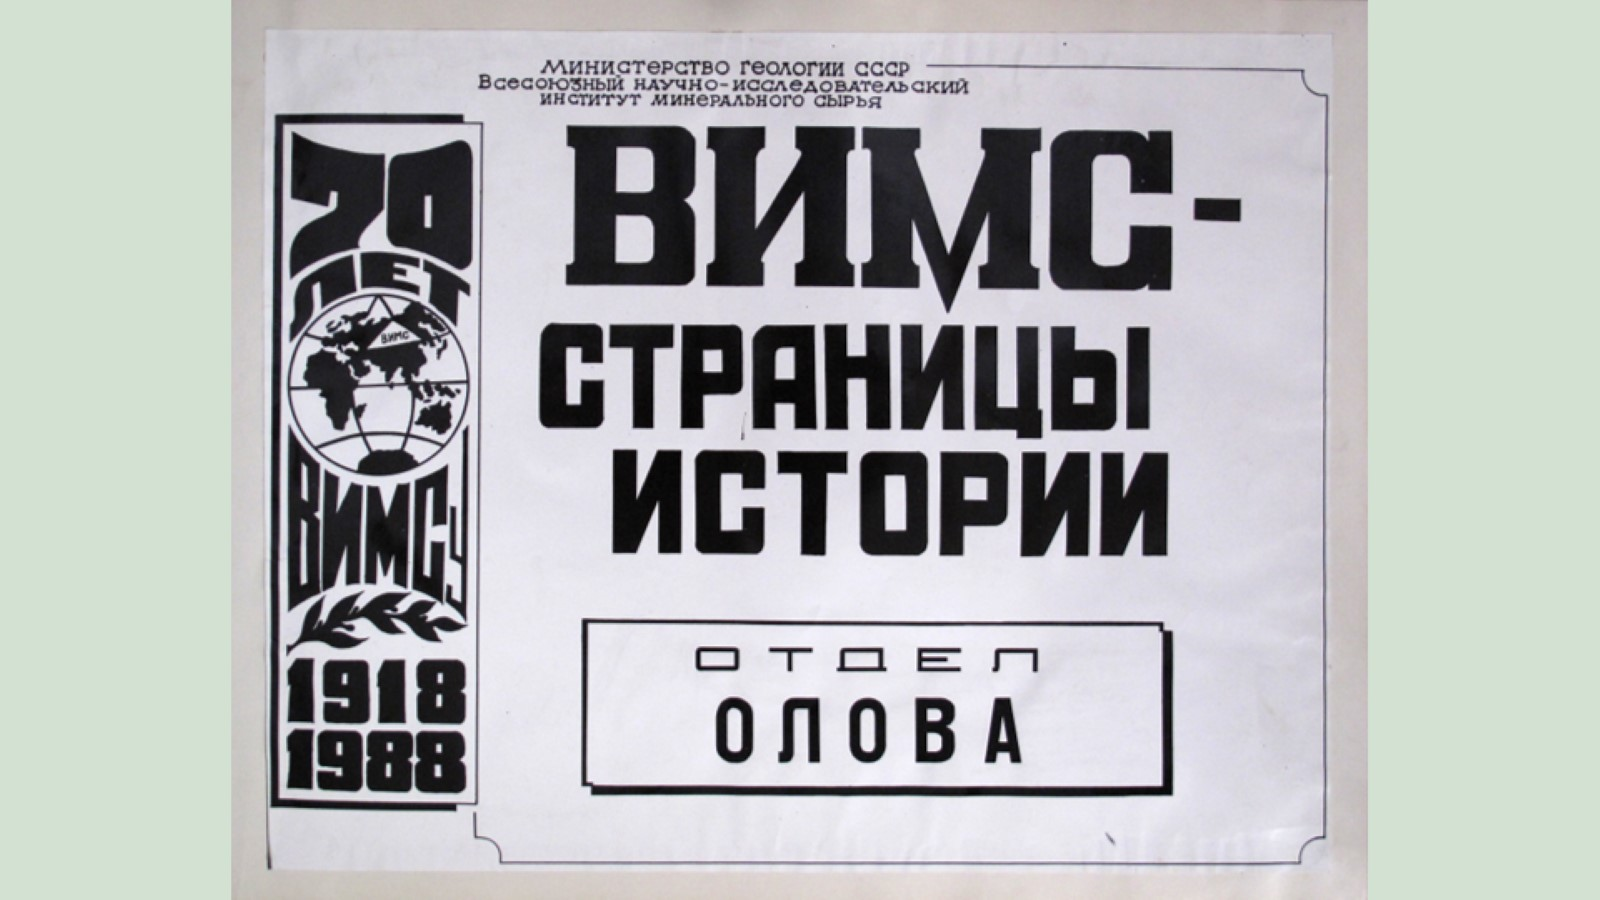 МИНИСТЕРСТВО ГЕОЛОГИИ СССР
ВСЕСОЮЗНЫЙ НАУЧНО-ИССЛЕДОВАТЕЛЬСКИЙ
ИНСТИТУТ МИНЕРАЛЬНОГО СЫРЬЯ
70
ЛЕТ
ВИМС
ВИМСУ
1918
1988
ВИМС-
СТРАНИЦЫ
ИСТОРИИ
ОТДЕЛ
ОЛОВА